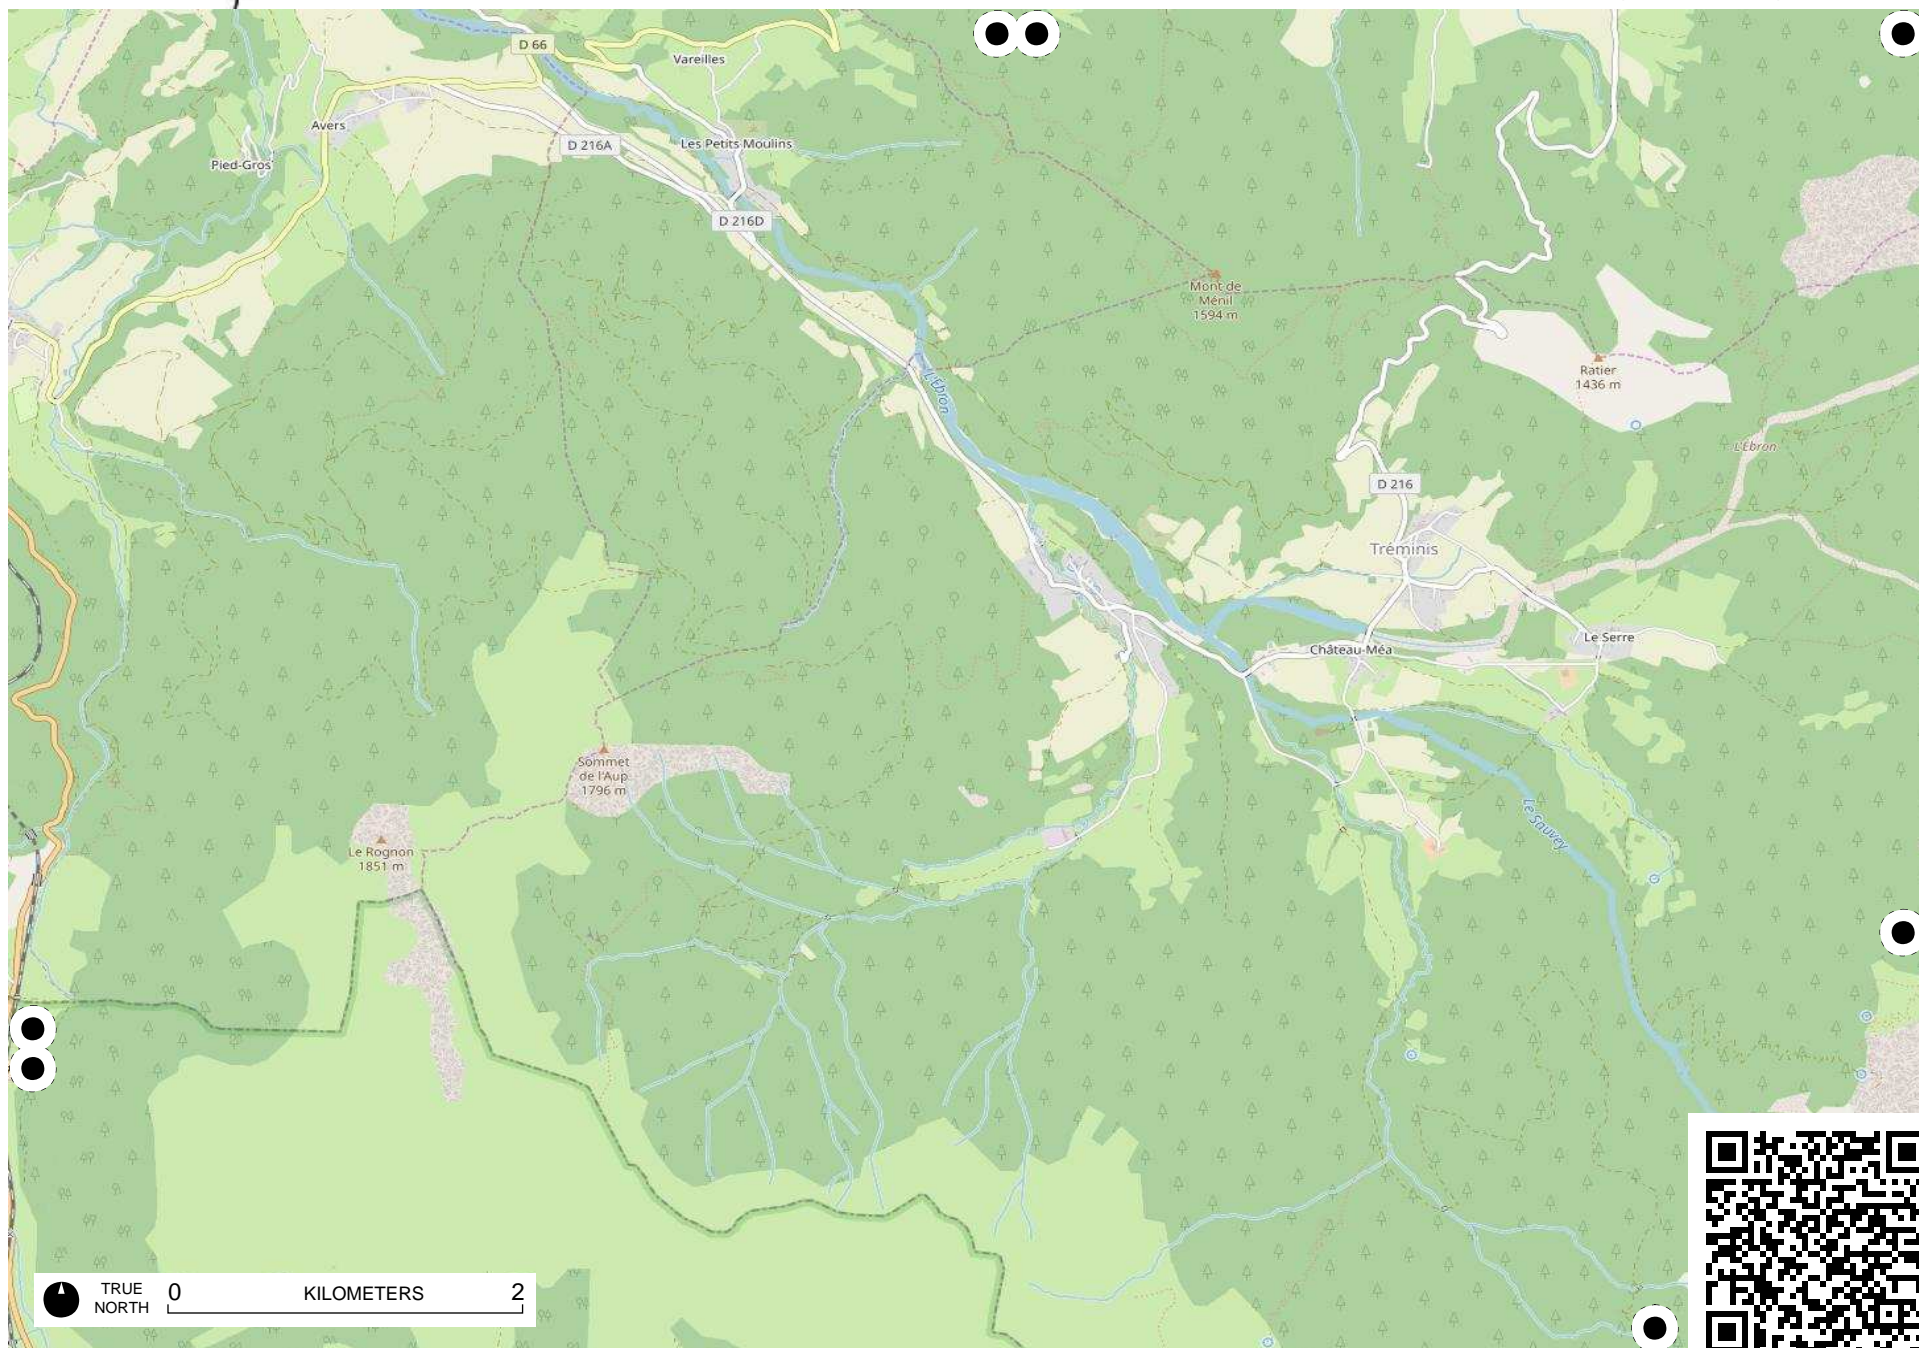 D 66
Vareilles
Avers
D 216A
Les Petits Moulins
Pied-Gros
D 216D
Mont de
Ménil
1594 m
L'Ébron
Ratier
1436 m
L'Ébron
D 216
Tréminis
Le Serre
Château-Méa
Sommet
de l'Aup
1796 m
Le Sauvey
Le Rognon
1851 m
TRUE
NORTH
0 KILOMETERS 2